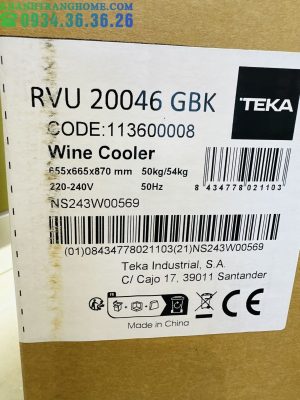 KHANHTRANGHOME.COM
0934.36.36.26
RVU 20046 GBK
TEKA
CODE:113600008
Wine Cooler
655x665x870 mm 50kg/54kg
220-240V 50Hz
8 434778 021103
NS243W00569
(01)08434778021103(21)NS243W00569
Teka Industrial, S.A.
C/ Cajo 17. 39011 Santander
CE
Made in China